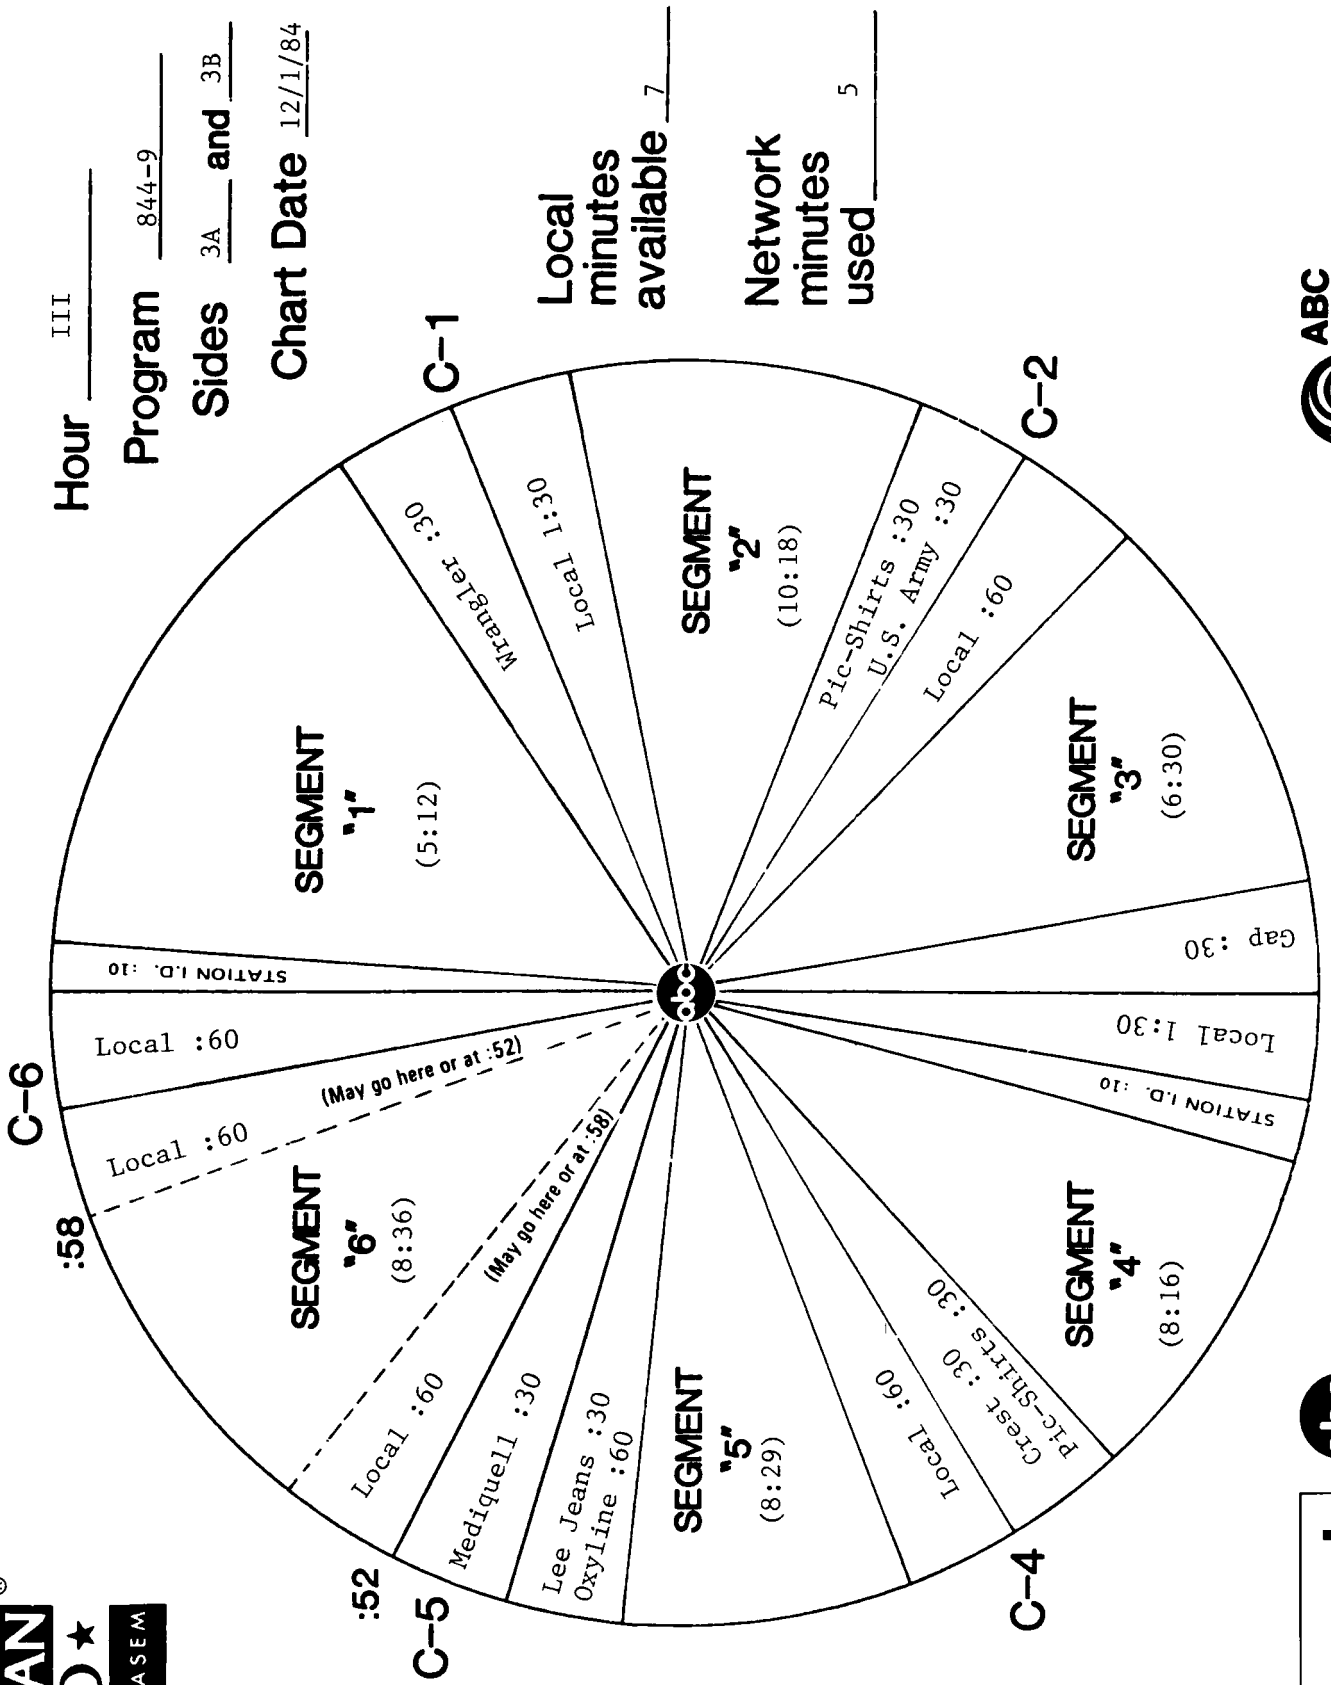 Hour III
Program 844-9
Sides 3A and 3B
Chart Date 12/1/84
Local
minutes
available 7
Network
minutes
used 5
STATION I.D. :10
SEGMENT
"1"
(5:12)
Wrangler :30
C-1
Local 1:30
SEGMENT
"2"
(10:18)
Pic-Shirts :30
U.S. Army :30
C-2
Local :60
SEGMENT
"3"
(6:30)
Gap :30
Local 1:30
STATION I.D. :10
SEGMENT
"4"
(8:16)
Pic-Shirts :30
Crest :30
C-4
Local :60
SEGMENT
"5"
(8:29)
Oxyline :60
Lee Jeans :30
Mediquell :30
C-5
:52
Local :60
(May go here or at :58)
SEGMENT
"6"
(8:36)
:58
(May go here or at :52)
Local :60
C-6
Local :60
abc
ABC